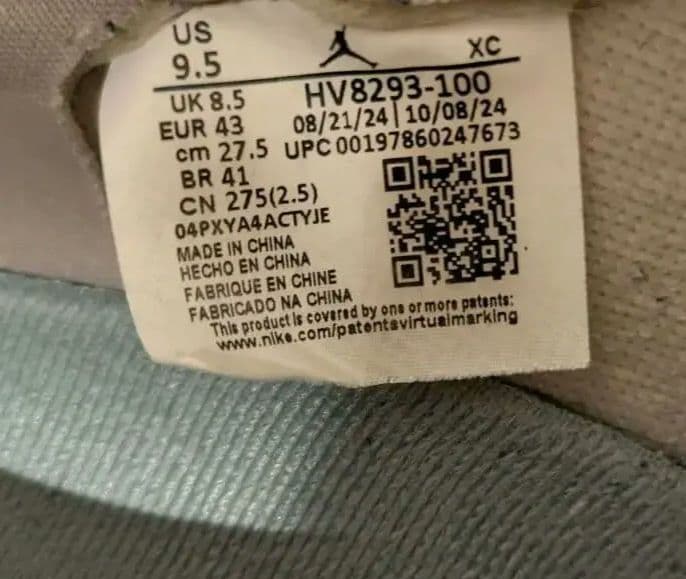 US
9.5
XC
UK 8.5 HV8293-100
EUR 43 08/21/24 | 10/08/24
cm 27.5 UPC 00197860247673
BR 41
CN 275(2.5)
04PXYA4ACTYJE
MADE IN CHINA
HECHO EN CHINA
FABRIQUE EN CHINE
FABRICADO NA CHINA
This product is covered by one or more patents:
www.nike.com/patentsvirtualmarking